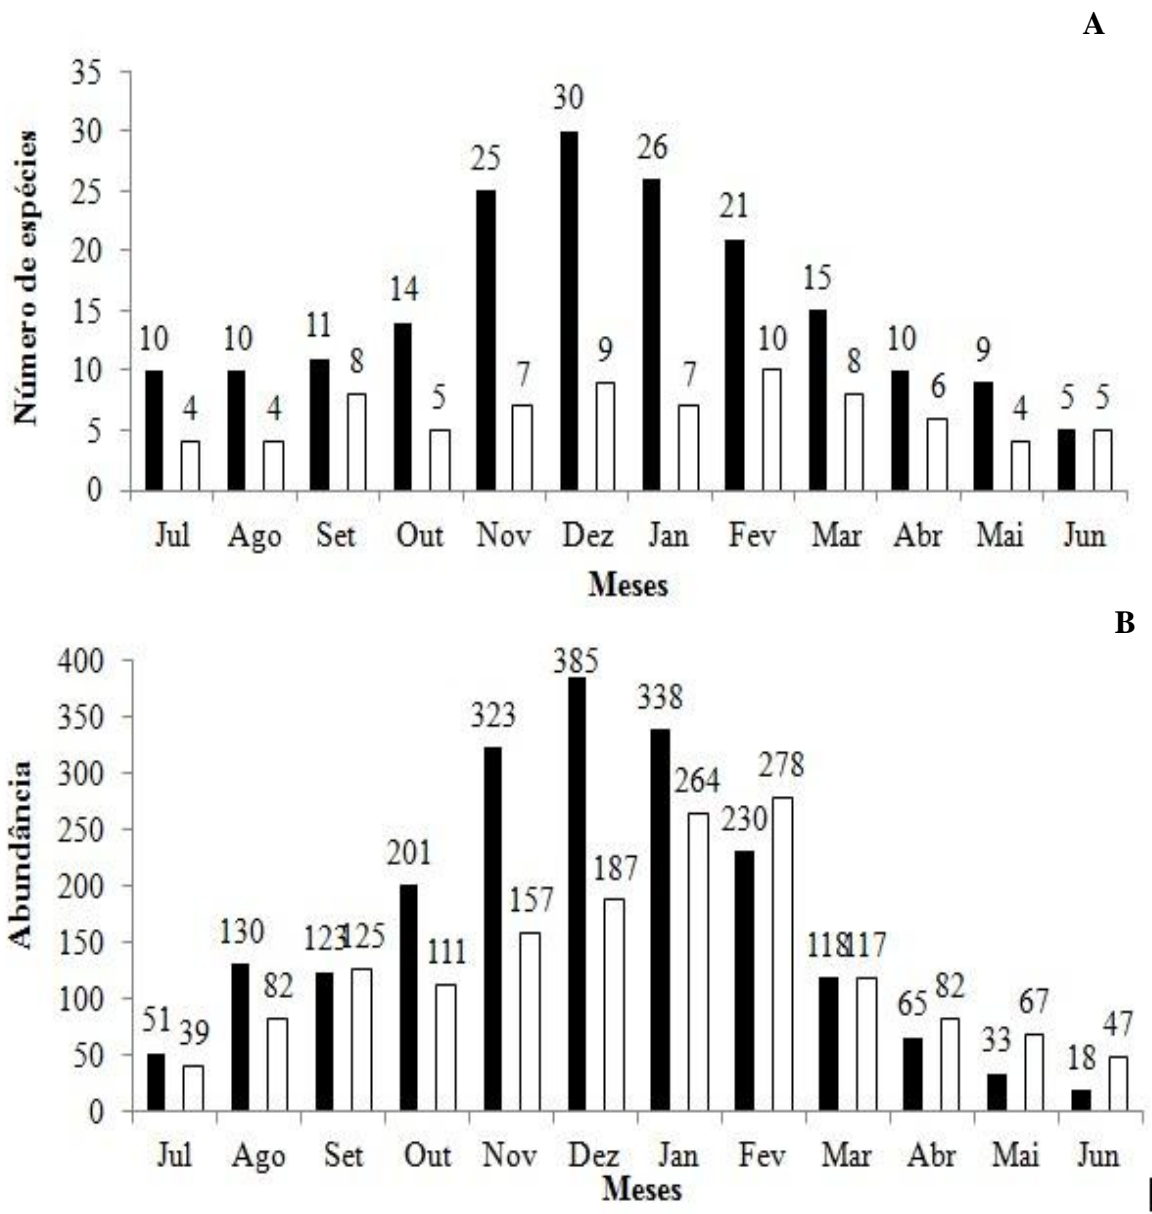 A
Número de espécies
35
30
25
20
15
10
5
0
10 4 10 4 11 8 14 5 25 7 30 9 26 7 21 10 15 8 10 6 9 4 5 5
Jul Ago Set Out Nov Dez Jan Fev Mar Abr Mai Jun
Meses
B
Abundância
400
350
300
250
200
150
100
50
0
51 39 130 82 123 125 201 111 323 157 385 187 338 264 230 278 118 117 65 82 33 67 18 47
Jul Ago Set Out Nov Dez Jan Fev Mar Abr Mai Jun
Meses